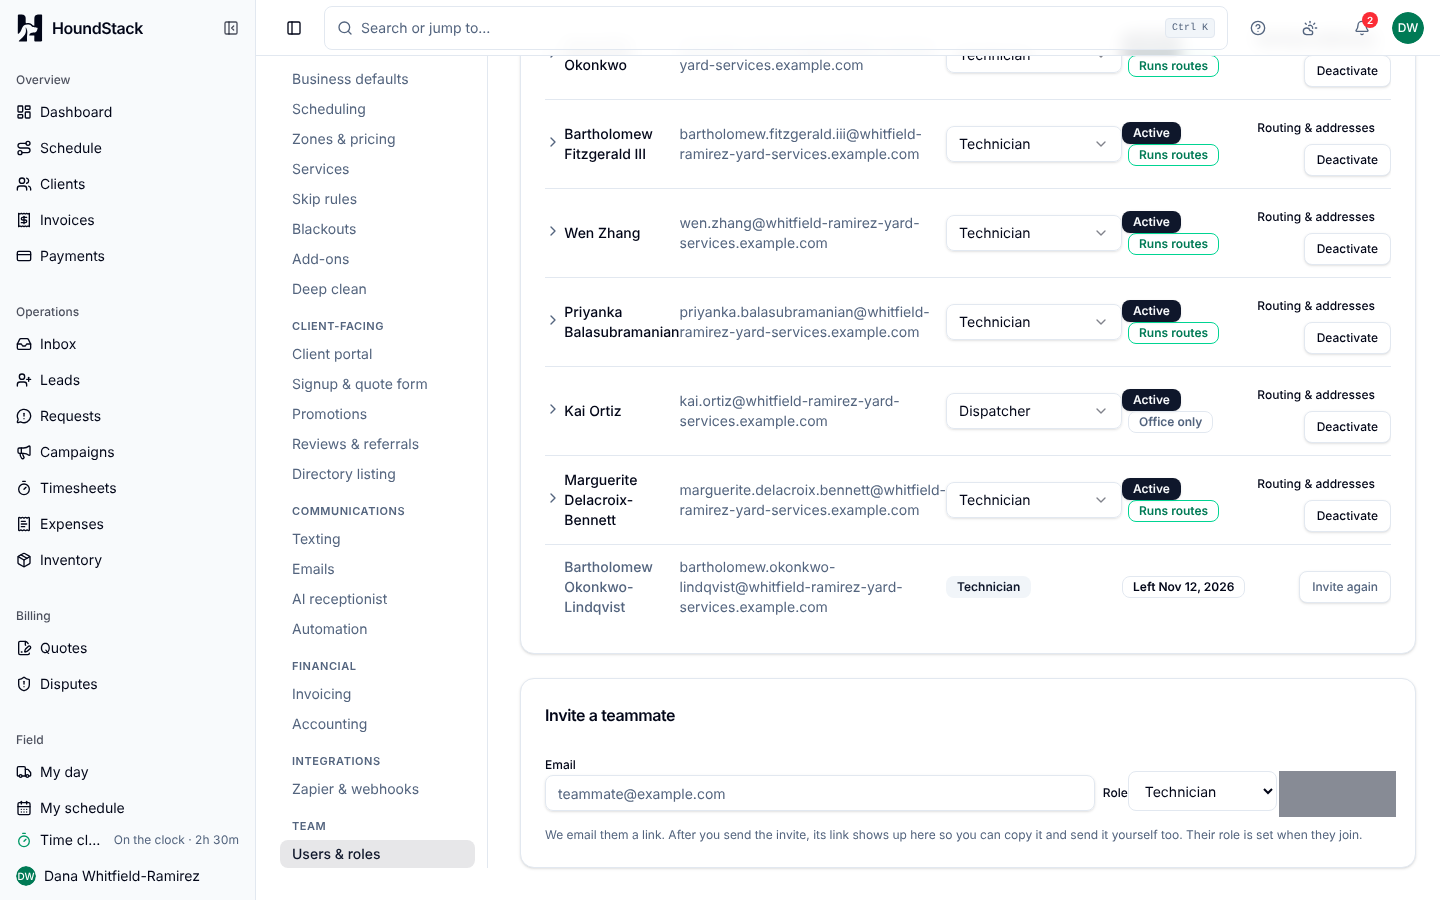 HoundStack
Search or jump to...
Ctrl K
2
DW
Overview
Dashboard
Schedule
Clients
Invoices
Payments
Operations
Inbox
Leads
Requests
Campaigns
Timesheets
Expenses
Inventory
Billing
Quotes
Disputes
Field
My day
My schedule
Time cl...
On the clock · 2h 30m
DW
Dana Whitfield-Ramirez
Business defaults
Scheduling
Zones & pricing
Services
Skip rules
Blackouts
Add-ons
Deep clean
CLIENT-FACING
Client portal
Signup & quote form
Promotions
Reviews & referrals
Directory listing
COMMUNICATIONS
Texting
Emails
AI receptionist
Automation
FINANCIAL
Invoicing
Accounting
INTEGRATIONS
Zapier & webhooks
TEAM
Users & roles
Okonkwo
yard-services.example.com
Technician
Runs routes
Deactivate
Bartholomew
Fitzgerald III
bartholomew.fitzgerald.iii@whitfield-
ramirez-yard-services.example.com
Technician
Active
Runs routes
Routing & addresses
Deactivate
Wen Zhang
wen.zhang@whitfield-ramirez-yard-
services.example.com
Technician
Active
Runs routes
Routing & addresses
Deactivate
Priyanka
Balasubramanian
priyanka.balasubramanian@whitfield-
ramirez-yard-services.example.com
Technician
Active
Runs routes
Routing & addresses
Deactivate
Kai Ortiz
kai.ortiz@whitfield-ramirez-yard-
services.example.com
Dispatcher
Active
Office only
Routing & addresses
Deactivate
Marguerite
Delacroix-
Bennett
marguerite.delacroix.bennett@whitfield-
ramirez-yard-services.example.com
Technician
Active
Runs routes
Routing & addresses
Deactivate
Bartholomew
Okonkwo-
Lindqvist
bartholomew.okonkwo-
lindqvist@whitfield-ramirez-yard-
services.example.com
Technician
Left Nov 12, 2026
Invite again
Invite a teammate
Email
teammate@example.com
Role
Technician
We email them a link. After you send the invite, its link shows up here so you can copy it and send it yourself too. Their role is set when they join.